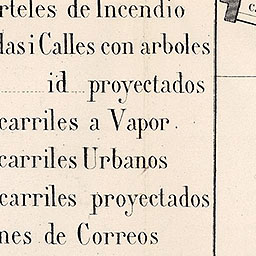 rteles de Incendio
das i Calles con arboles
id proyectados
carriles a Vapor.
carriles Urbanos
carriles proyectados
nes de Correos